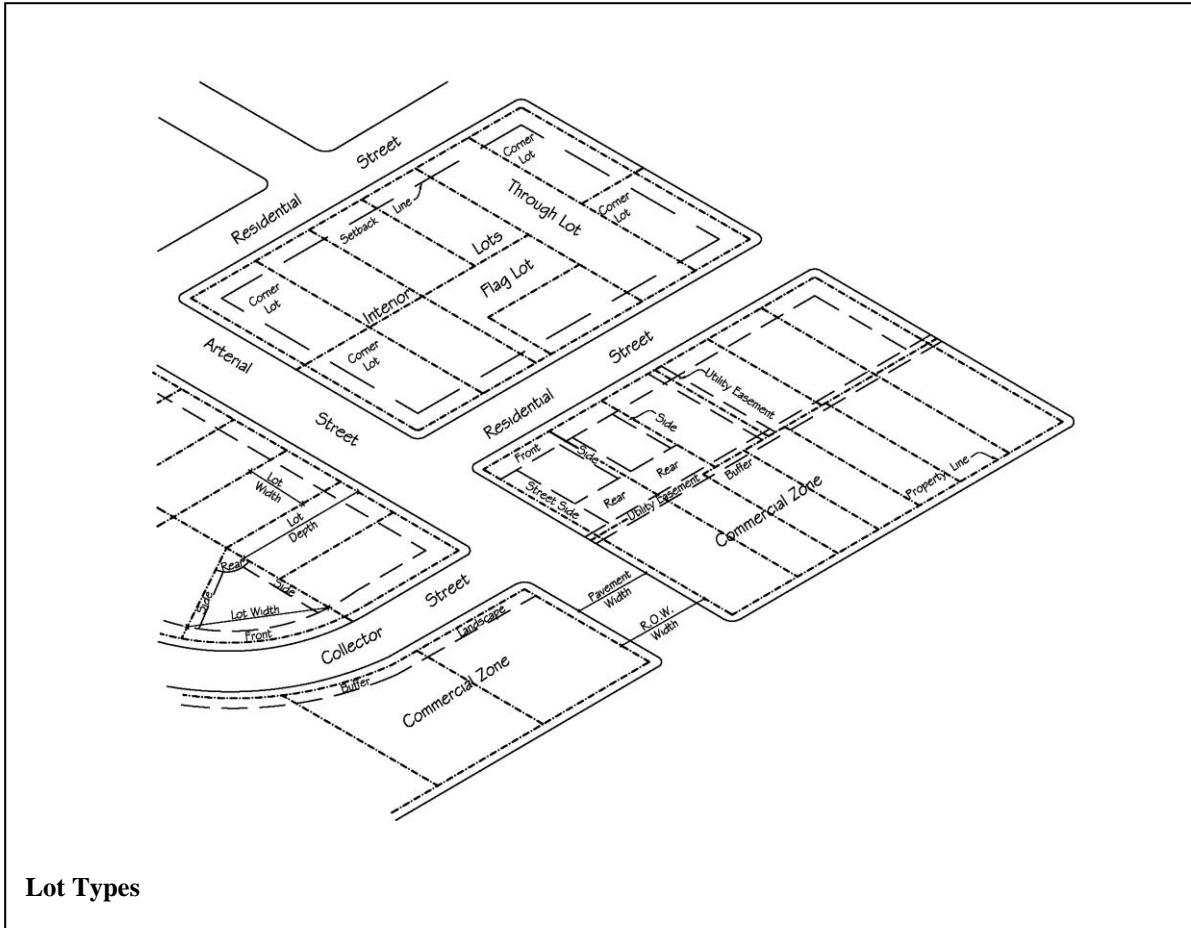 Residential
Street
Corner
Lot
Through Lot
Corner
Lot
Setback
Line
Lots
Flag Lot
Interior
Corner
Lot
Corner
Lot
Arterial
Street
Residential
Street
Utility Easement
Side
Front
Side
Street Side
Rear
Rear
Utility Easement
Buffer
Property Line
Commercial Zone
Lot
Width
Lot
Depth
Rear
Side
Side
Lot Width
Front
Collector
Street
Pavement
Width
R.O.W.
Width
Landscape
Buffer
Commercial Zone
Lot Types